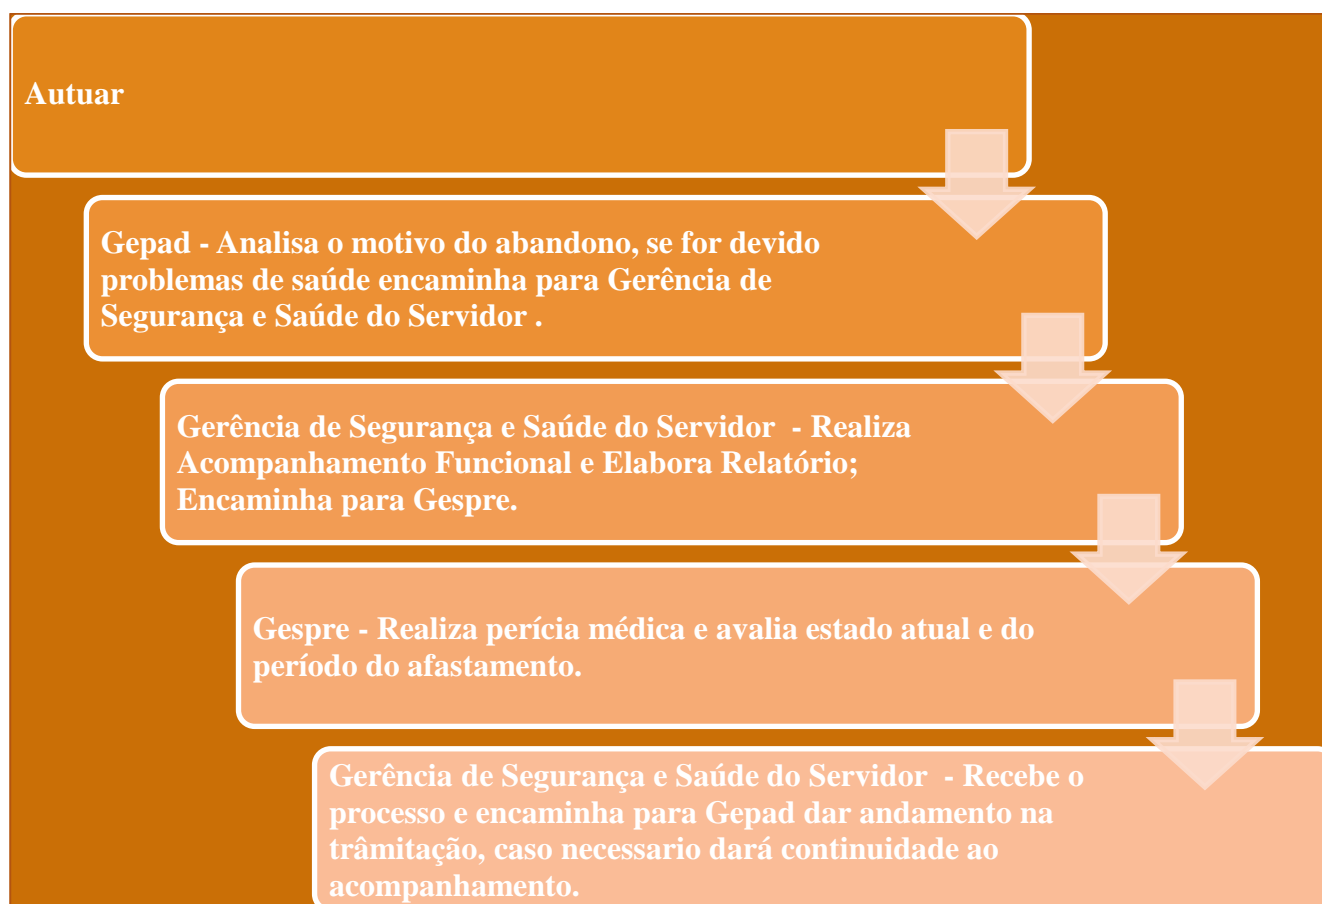 Autuar
Gepad - Analisa o motivo do abandono, se for devido
problemas de saúde encaminha para Gerência de
Segurança e Saúde do Servidor .
Gerência de Segurança e Saúde do Servidor  - Realiza
Acompanhamento Funcional e Elabora Relatório;
Encaminha para Gespre.
Gespre - Realiza perícia médica e avalia estado atual e do
período do afastamento.
Gerência de Segurança e Saúde do Servidor  - Recebe o
processo e encaminha para Gepad dar andamento na
trâmitação, caso necessario dará continuidade ao
acompanhamento.